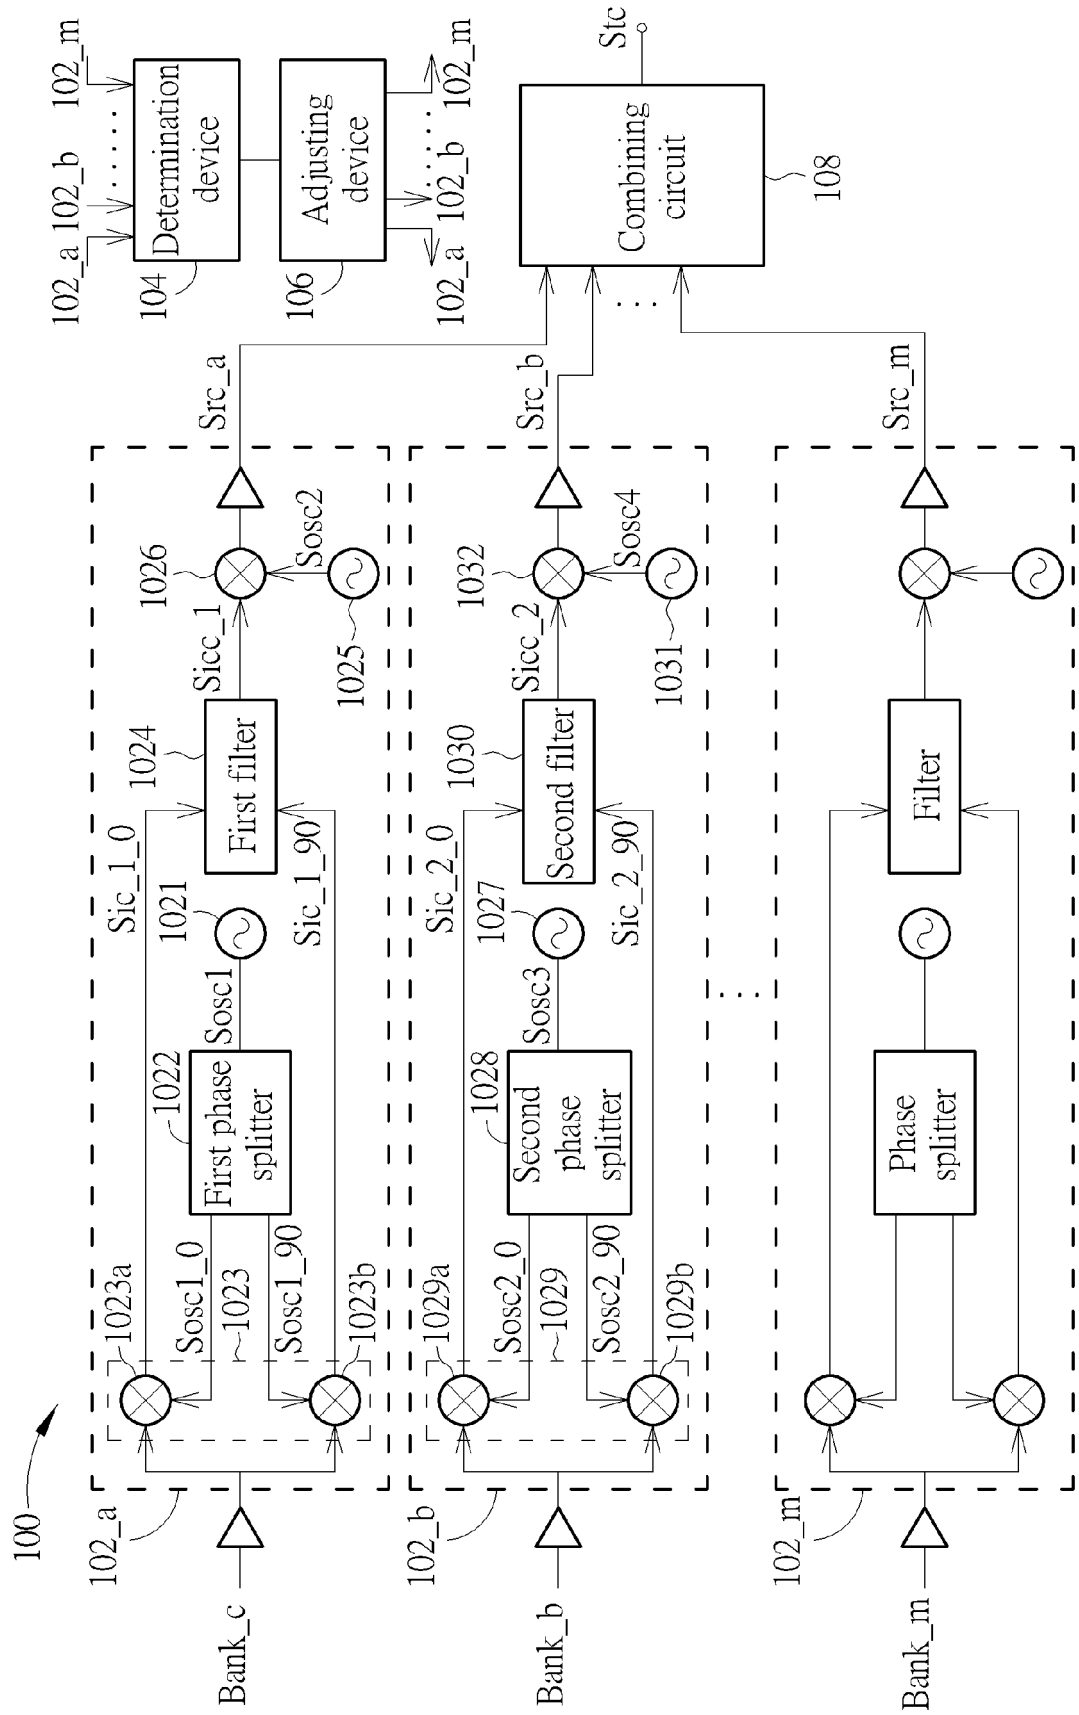 100
102_a
102_b
102_m
Determination
device
104
Adjusting
device
106
102_a
102_b
102_m
Bank_c
102_a
1023a
Sosc1_0
1023
Sosc1_90
1023b
1022
First phase
splitter
Sosc1
1021
Sic_1_0
Sic_1_90
1024
First filter
Sicc_1
1026
Sosc2
1025
Src_a
Bank_b
102_b
1029a
Sosc2_0
1029
Sosc2_90
1029b
1028
Second
phase
splitter
Sosc3
1027
Sic_2_0
Sic_2_90
1030
Second filter
Sicc_2
1032
Sosc4
1031
Src_b
Bank_m
102_m
Phase
splitter
Filter
Src_m
Combining
circuit
108
Stc